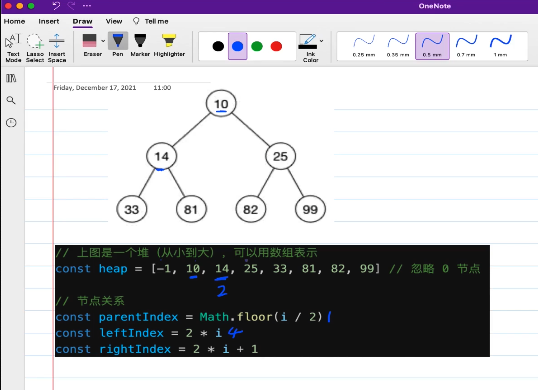 OneNote
Home Insert Draw View Tell me
Text Mode Lasso Select Insert Space Eraser Pen Marker Highlighter Ink Color 0.25 mm 0.35 mm 0.5 mm 0.7 mm 1 mm
Friday, December 17, 2021 11:00
10
14 25
33 81 82 99
// 上图是一个堆（从小到大），可以用数组表示
const heap = [-1, 10, 14, 25, 33, 81, 82, 99] // 忽略 0 节点
2
// 节点关系
const parentIndex = Math.floor(i / 2) 1
const leftIndex = 2 * i 4
const rightIndex = 2 * i + 1